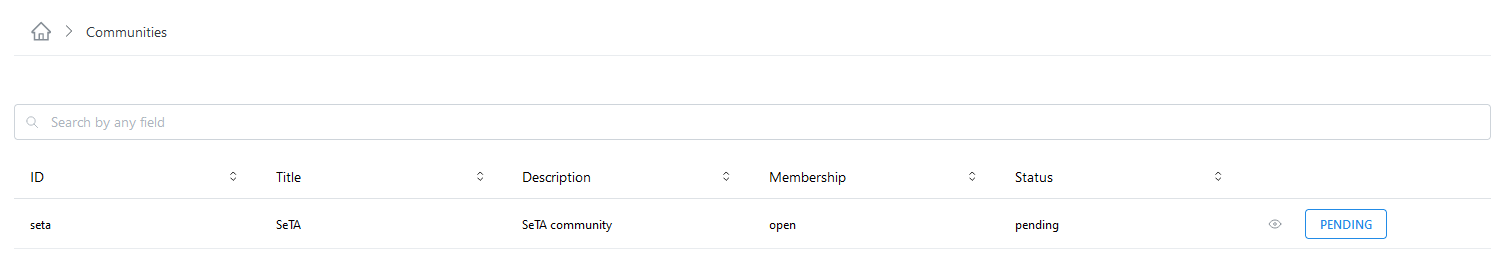 Communities
Search by any field
ID Title Description Membership Status
seta SeTA SeTA community open pending PENDING